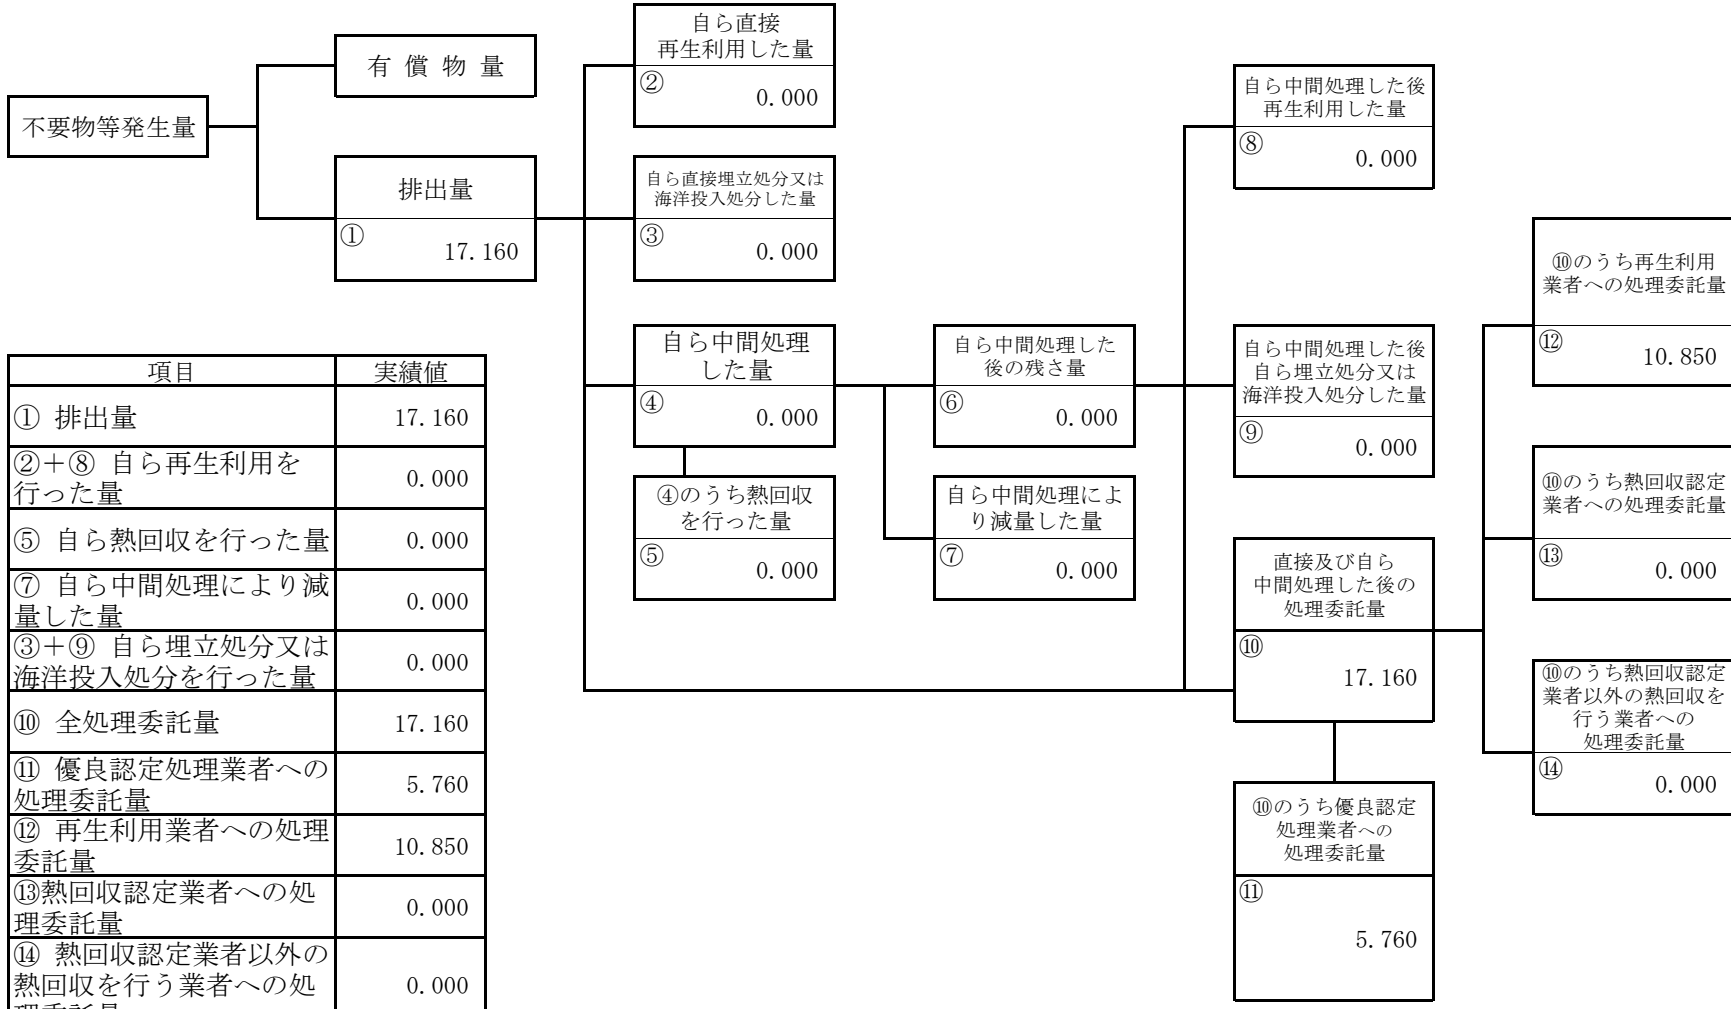 不要物等発生量
有 償 物 量
排出量
①
17.160
自ら直接
再生利用した量
②
0.000
自ら直接埋立処分又は
海洋投入処分した量
③
0.000
自ら中間処理
した量
④
0.000
④のうち熱回収
を行った量
⑤
0.000
自ら中間処理した
後の残さ量
⑥
0.000
自ら中間処理によ
り減量した量
⑦
0.000
自ら中間処理した後
再生利用した量
⑧
0.000
自ら中間処理した後
自ら埋立処分又は
海洋投入処分した量
⑨
0.000
直接及び自ら
中間処理した後の
処理委託量
⑩
17.160
⑩のうち優良認定
処理業者への
処理委託量
⑪
5.760
⑩のうち再生利用
業者への処理委託量
⑫
10.850
⑩のうち熱回収認定
業者への処理委託量
⑬
0.000
⑩のうち熱回収認定
業者以外の熱回収を
行う業者への
処理委託量
⑭
0.000
項目 実績値
① 排出量 17.160
②+⑧ 自ら再生利用を
行った量 0.000
⑤ 自ら熱回収を行った量 0.000
⑦ 自ら中間処理により減
量した量 0.000
③+⑨ 自ら埋立処分又は
海洋投入処分を行った量 0.000
⑩ 全処理委託量 17.160
⑪ 優良認定処理業者への
処理委託量 5.760
⑫ 再生利用業者への処理
委託量 10.850
⑬熱回収認定業者への処
理委託量 0.000
⑭ 熱回収認定業者以外の
熱回収を行う業者への処 0.000